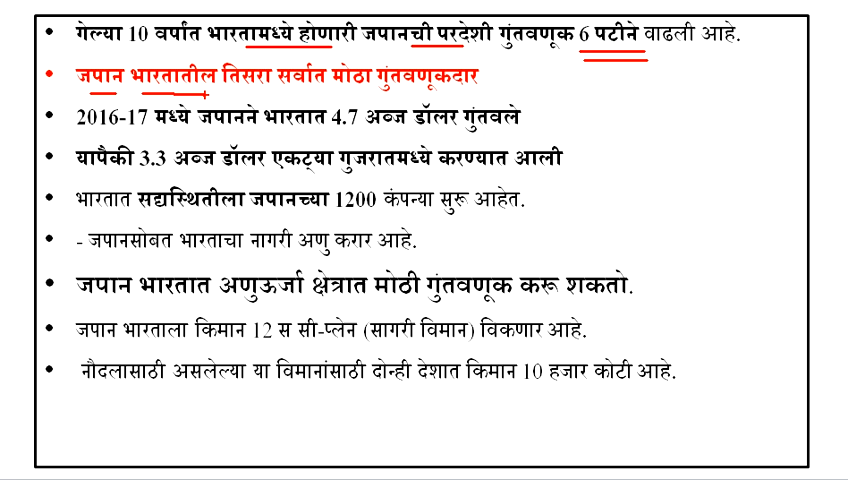 • गेल्या 10 वर्षांत भारतामध्ये होणारी जपानची परदेशी गुंतवणूक 6 पटीने वाढली आहे.
• जपान भारतातील तिसरा सर्वात मोठा गुंतवणूकदार
• 2016-17 मध्ये जपानने भारतात 4.7 अब्ज डॉलर गुंतवले
• यापैकी 3.3 अब्ज डॉलर एकट्या गुजरातमध्ये करण्यात आली
• भारतात सद्यस्थितीला जपानच्या 1200 कंपन्या सुरू आहेत.
• - जपानसोबत भारताचा नागरी अणु करार आहे.
• जपान भारतात अणुऊर्जा क्षेत्रात मोठी गुंतवणूक करू शकतो.
• जपान भारताला किमान 12 स सी-प्लेन (सागरी विमान) विकणार आहे.
• नौदलासाठी असलेल्या या विमानांसाठी दोन्ही देशात किमान 10 हजार कोटी आहे.